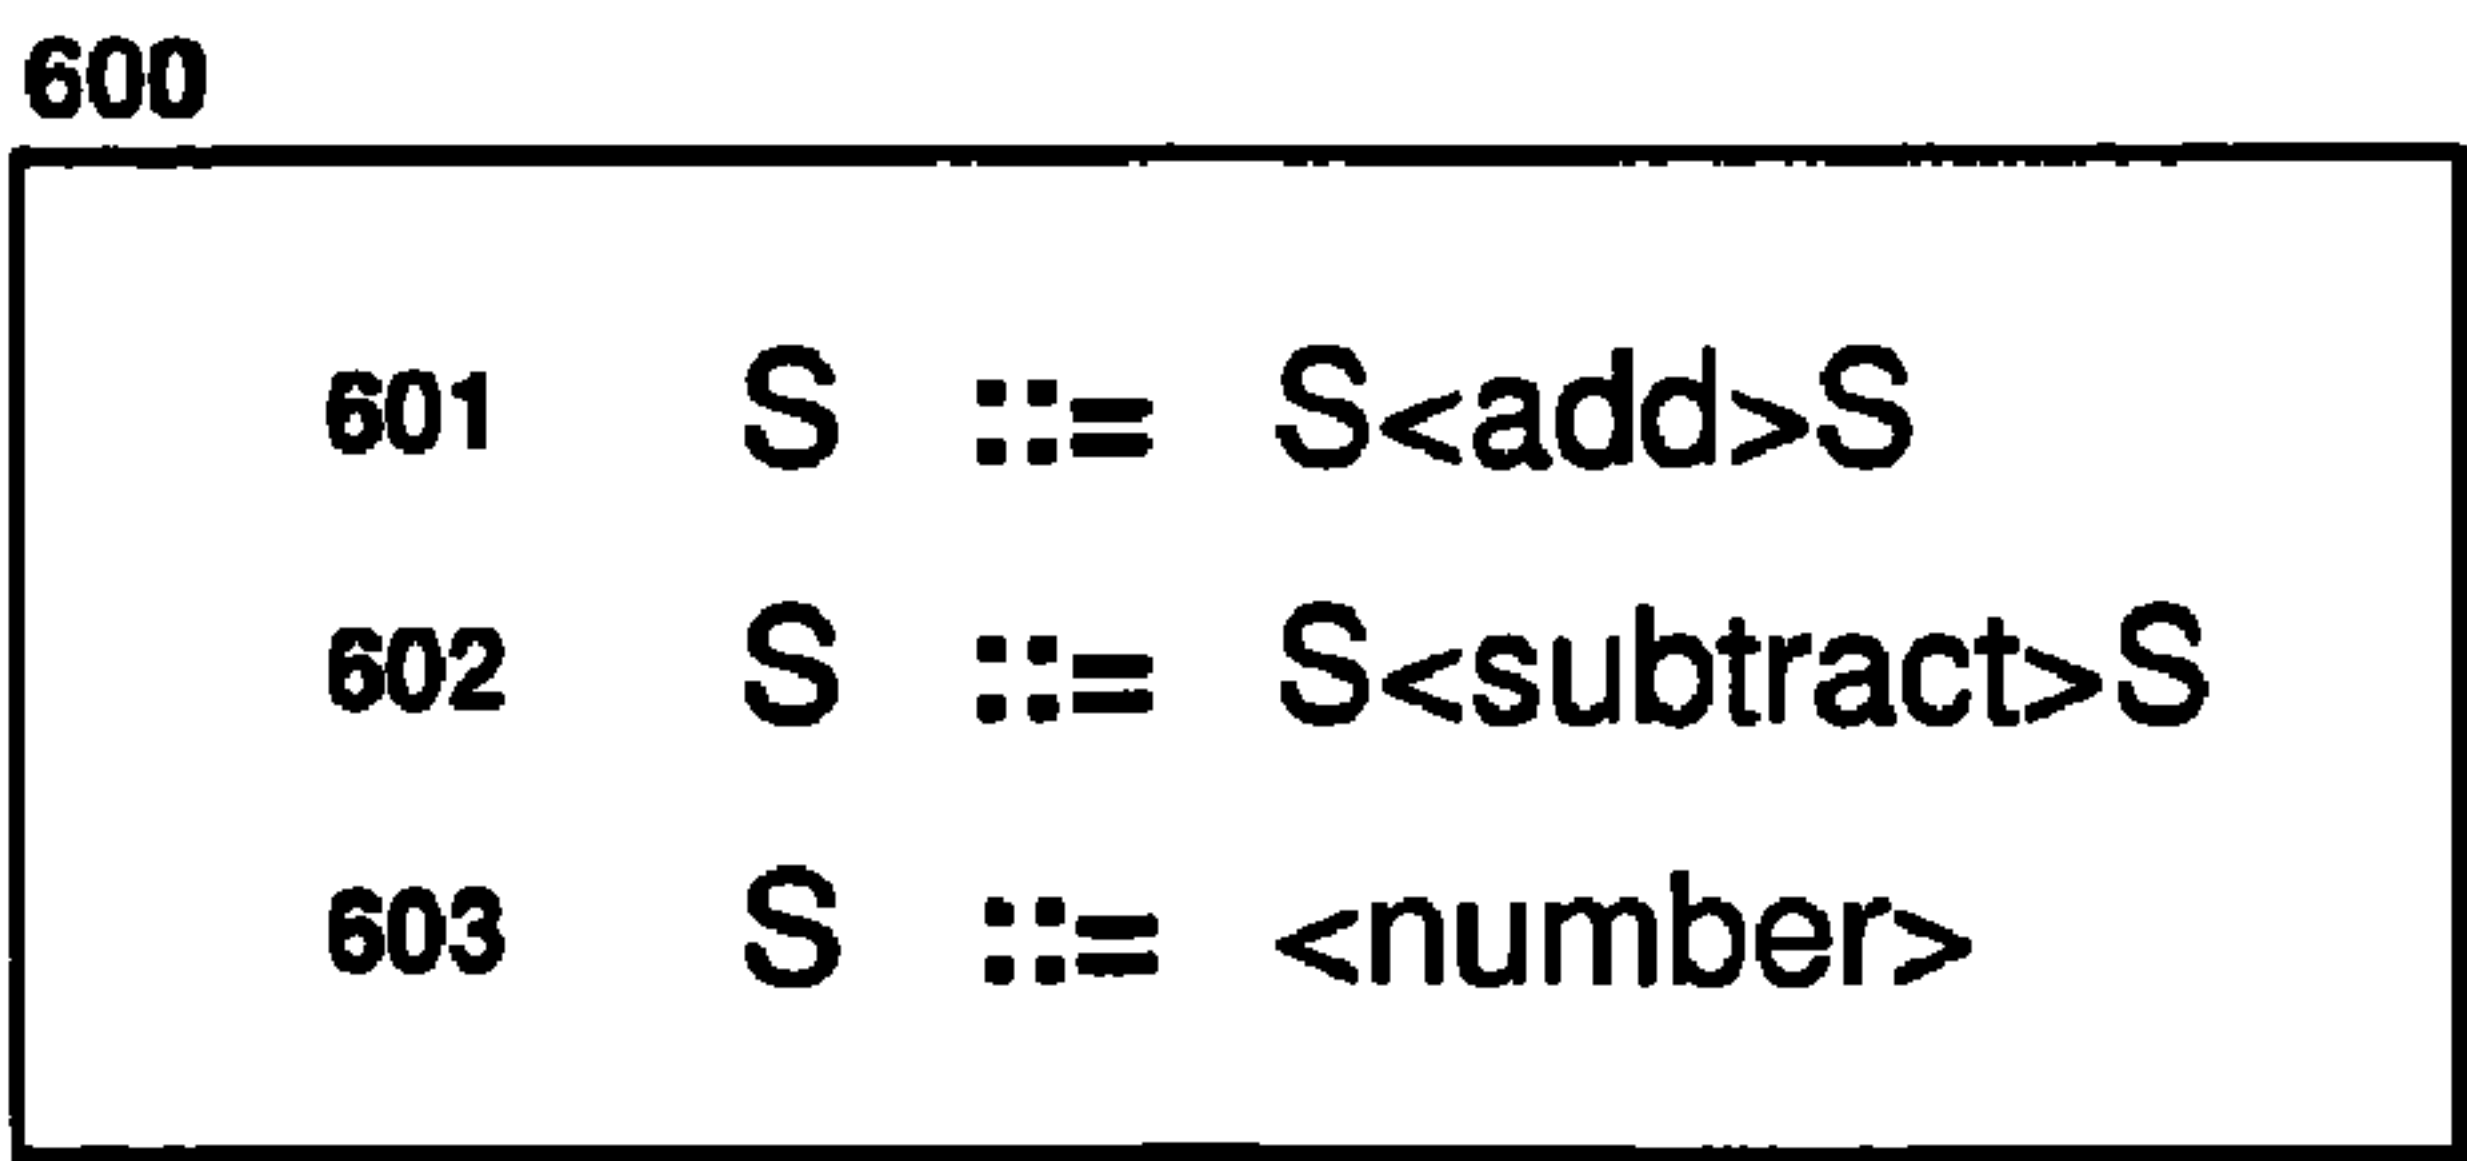 600
601 S ::= S<add>S
602 S ::= S<subtract>S
603 S ::= <number>